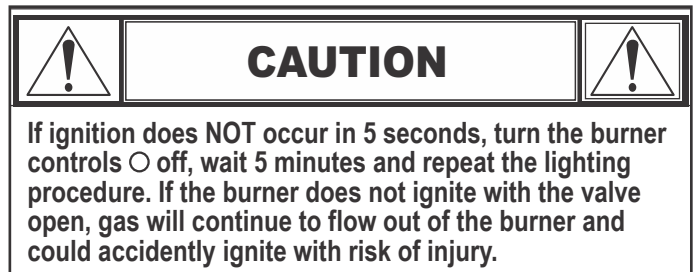 CAUTION
If ignition does NOT occur in 5 seconds, turn the burner
controls O off, wait 5 minutes and repeat the lighting
procedure. If the burner does not ignite with the valve
open, gas will continue to flow out of the burner and
could accidently ignite with risk of injury.